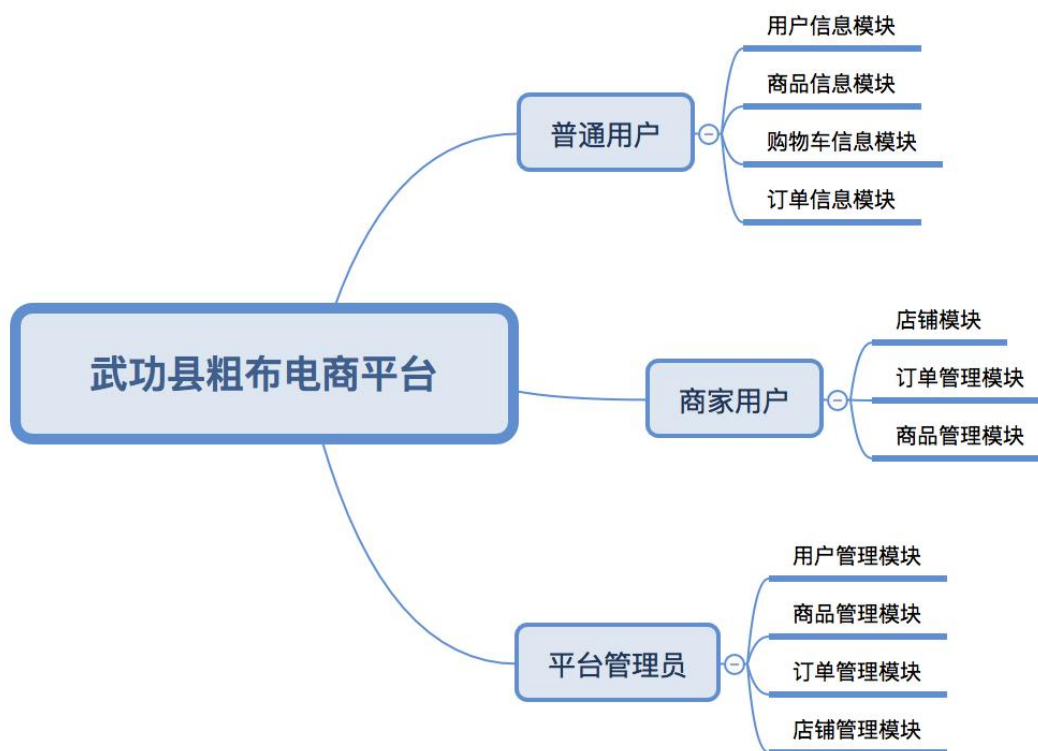 武功县粗布电商平台
普通用户
用户信息模块
商品信息模块
购物车信息模块
订单信息模块
商家用户
店铺模块
订单管理模块
商品管理模块
平台管理员
用户管理模块
商品管理模块
订单管理模块
店铺管理模块